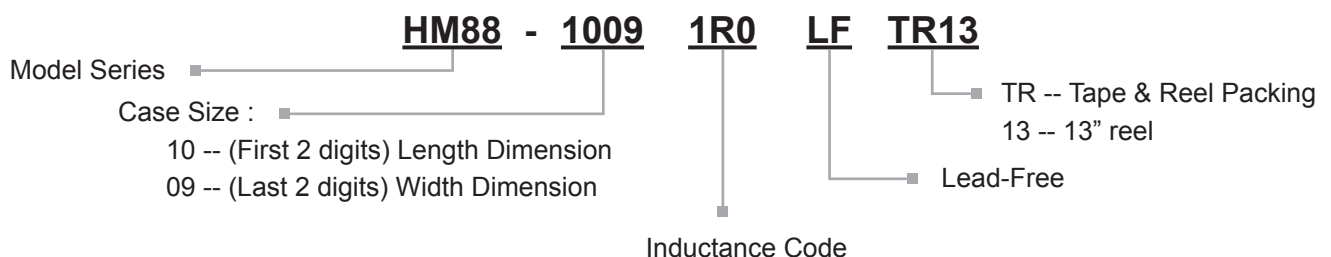 HM88 - 1009 1R0 LF TR13
Model Series
Case Size :
10 -- (First 2 digits) Length Dimension
09 -- (Last 2 digits) Width Dimension
TR -- Tape & Reel Packing
13 -- 13” reel
Lead-Free
Inductance Code